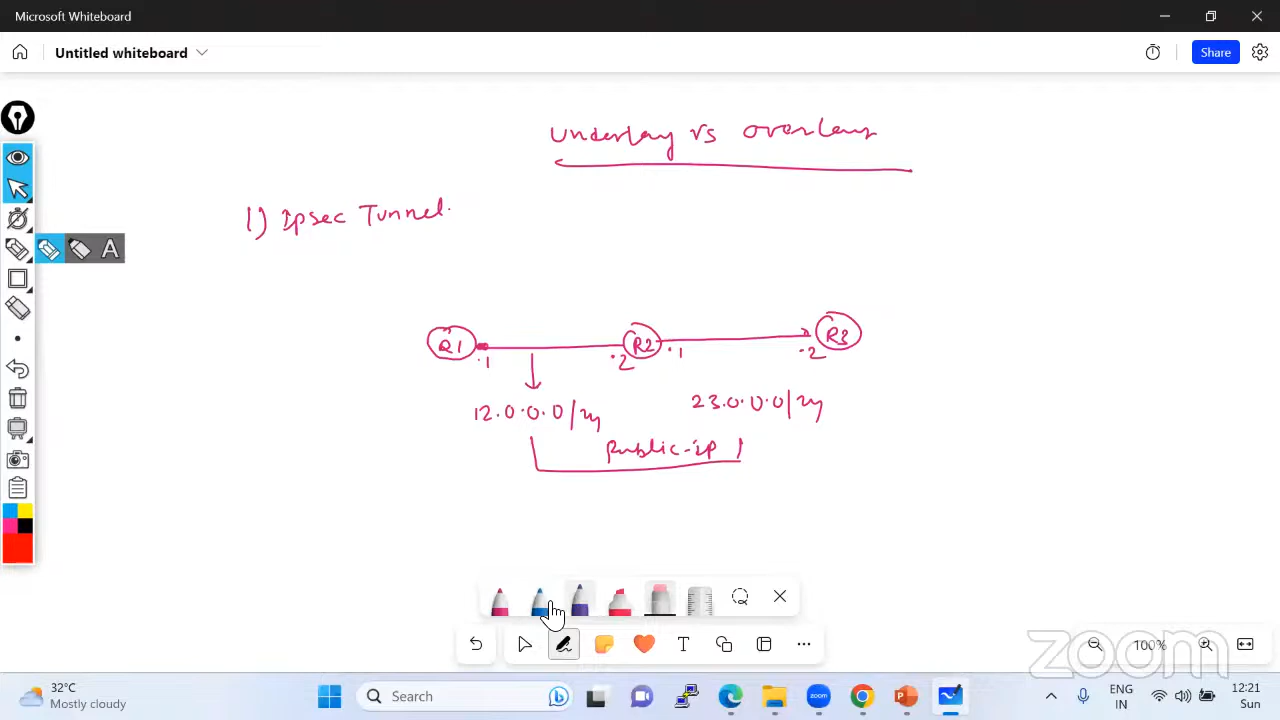 Microsoft Whiteboard
Untitled whiteboard
Share
Underlay vs overlay
1) Ipsec Tunnel.
R1
R2
R3
.1
.2
.1
.2
12.0.0.0/24
23.0.0.0/24
Public-IP
A
T
zoom
100%
32°C
Mostly cloudy
Search
zoom
ENG
IN
12:21
Sun